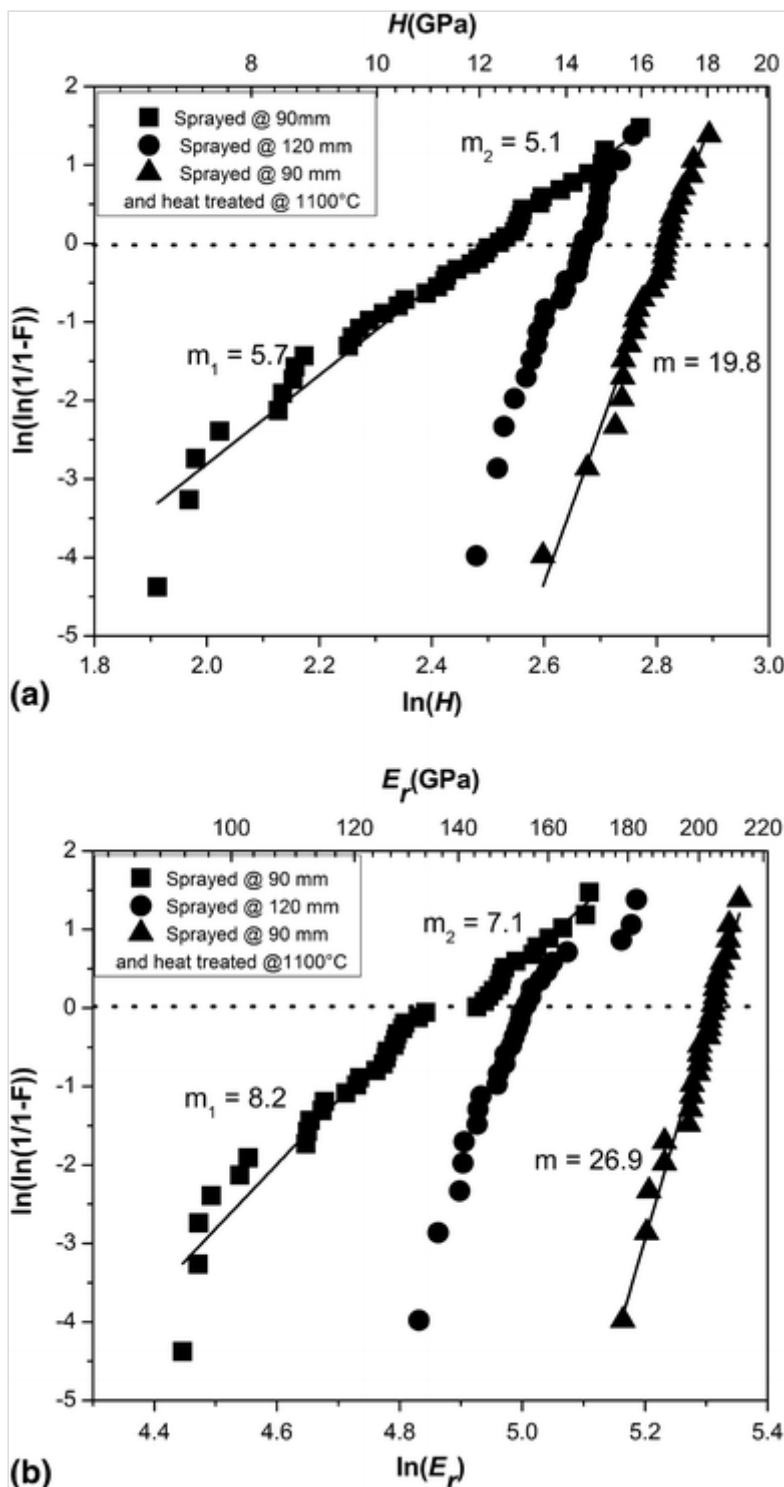 H(GPa)
8 10 12 14 16 18 20
2
1
0
-1
-2
-3
-4
-5
ln(ln(1/1-F))
Sprayed @ 90mm
Sprayed @ 120 mm
Sprayed @ 90 mm
and heat treated @ 1100°C
m2 = 5.1
m1 = 5.7
m = 19.8
1.8 2.0 2.2 2.4 2.6 2.8 3.0
ln(H)
(a)
Er(GPa)
100 120 140 160 180 200 220
2
1
0
-1
-2
-3
-4
-5
ln(ln(1/1-F))
Sprayed @ 90 mm
Sprayed @ 120 mm
Sprayed @ 90 mm
and heat treated @1100°C
m2 = 7.1
m1 = 8.2
m = 26.9
4.4 4.6 4.8 5.0 5.2 5.4
ln(Er)
(b)